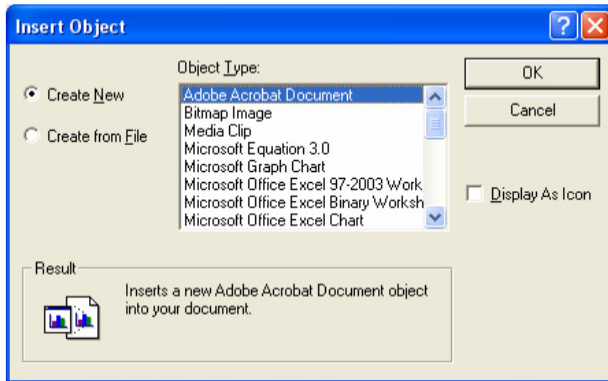 Insert Object
Object Type:
Create New
Create from File
Adobe Acrobat Document
Bitmap Image
Media Clip
Microsoft Equation 3.0
Microsoft Graph Chart
Microsoft Office Excel 97-2003 Work
Microsoft Office Excel Binary Worksh
Microsoft Office Excel Chart
OK
Cancel
Display As Icon
Result
Inserts a new Adobe Acrobat Document object
into your document.